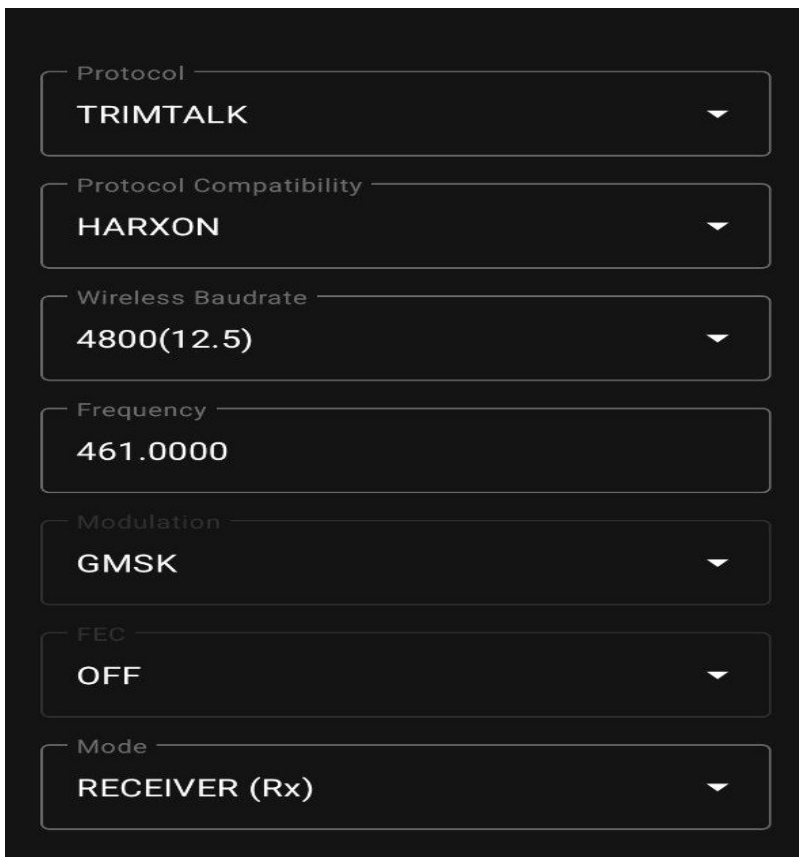 Protocol
TRIMTALK
Protocol Compatibility
HARXON
Wireless Baudrate
4800(12.5)
Frequency
461.0000
Modulation
GMSK
FEC
OFF
Mode
RECEIVER (Rx)